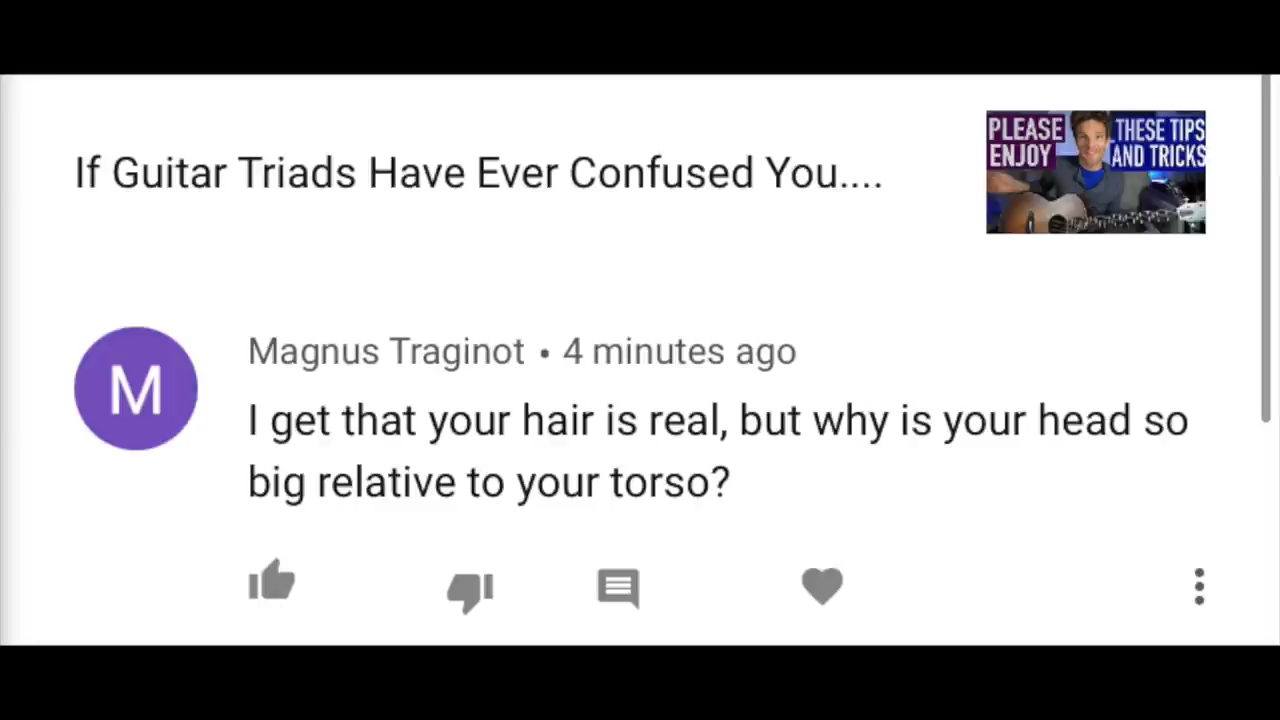 If Guitar Triads Have Ever Confused You....
PLEASE
ENJOY
THESE TIPS
AND TRICKS
M
Magnus Traginot • 4 minutes ago
I get that your hair is real, but why is your head so
big relative to your torso?